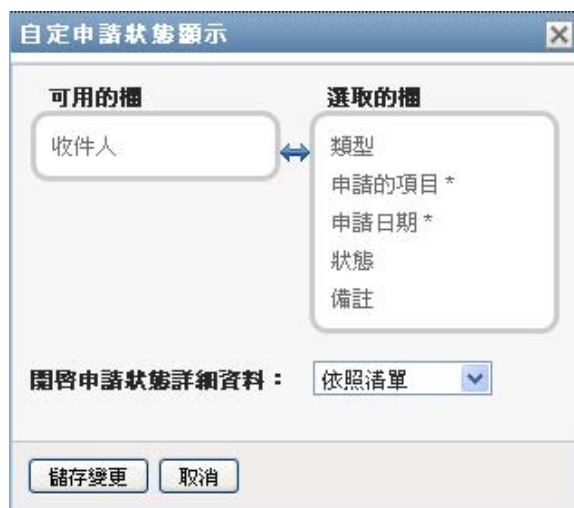 自定申請狀態顯示
可用的欄
選取的欄
收件人
類型
申請的項目 *
申請日期 *
狀態
備註
開啓申請狀態詳細資料：
依照清單
儲存變更
取消